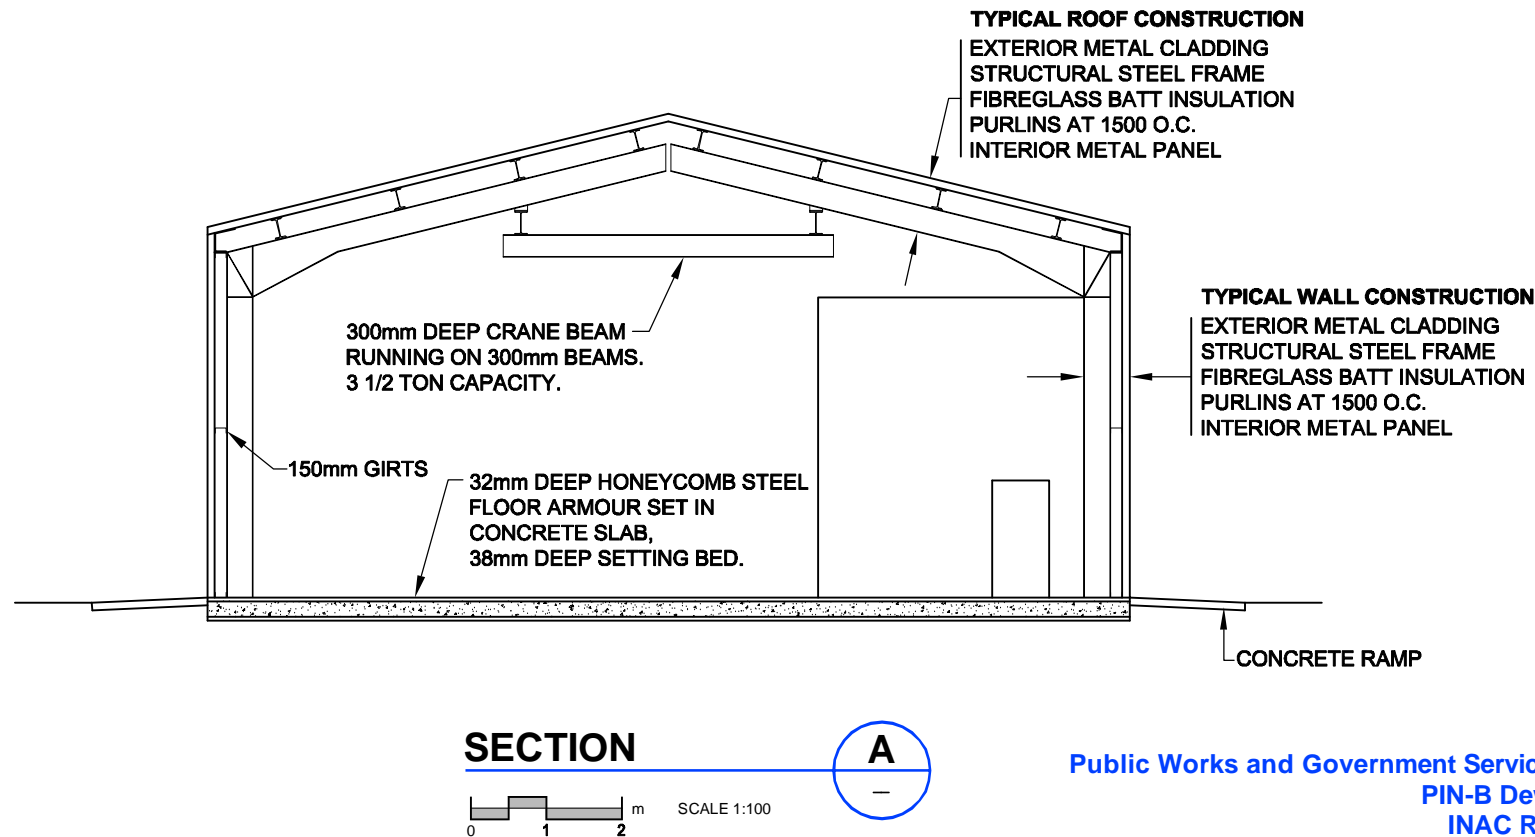 TYPICAL ROOF CONSTRUCTION
EXTERIOR METAL CLADDING
STRUCTURAL STEEL FRAME
FIBREGLASS BATT INSULATION
PURLINS AT 1500 O.C.
INTERIOR METAL PANEL
TYPICAL WALL CONSTRUCTION
EXTERIOR METAL CLADDING
STRUCTURAL STEEL FRAME
FIBREGLASS BATT INSULATION
PURLINS AT 1500 O.C.
INTERIOR METAL PANEL
300mm DEEP CRANE BEAM
RUNNING ON 300mm BEAMS.
3 1/2 TON CAPACITY.
150mm GIRTS
32mm DEEP HONEYCOMB STEEL
FLOOR ARMOUR SET IN
CONCRETE SLAB,
38mm DEEP SETTING BED.
CONCRETE RAMP
SECTION
A
–
m
SCALE 1:100
0 1 2
Public Works and Government
PIN-B
INAC